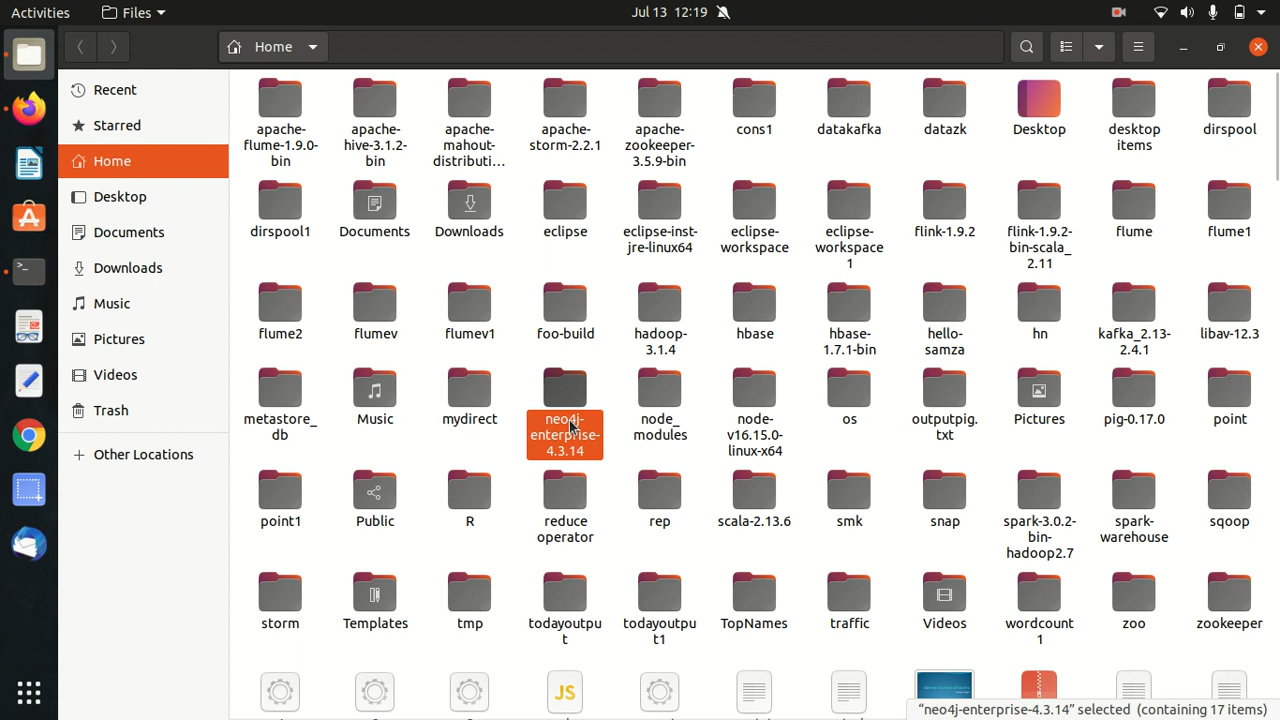 Activities Files Jul 13 12:19
Home
Recent
Starred
Home
Desktop
Documents
Downloads
Music
Pictures
Videos
Trash
Other Locations
apache-
flume-1.9.0-
bin
apache-
hive-3.1.2-
bin
apache-
mahout-
distributi...
apache-
storm-2.2.1
apache-
zookeeper-
3.5.9-bin
cons1
datakafka
datazk
Desktop
desktop
items
dirspool
dirspool1
Documents
Downloads
eclipse
eclipse-inst-
jre-linux64
eclipse-
workspace
eclipse-
workspace
1
flink-1.9.2
flink-1.9.2-
bin-scala_
2.11
flume
flume1
flume2
flumev
flumev1
foo-build
hadoop-
3.1.4
hbase
hbase-
1.7.1-bin
hello-
samza
hn
kafka_2.13-
2.4.1
libav-12.3
metastore_
db
Music
mydirect
neo4j-
enterprise-
4.3.14
node_
modules
node-
v16.15.0-
linux-x64
os
outputpig.
txt
Pictures
pig-0.17.0
point
point1
Public
R
reduce
operator
rep
scala-2.13.6
smk
snap
spark-3.0.2-
bin-
hadoop2.7
spark-
warehouse
sqoop
storm
Templates
tmp
todayoutpu
t
todayoutpu
t1
TopNames
traffic
Videos
wordcount
1
zoo
zookeeper
JS
"neo4j-enterprise-4.3.14" selected (containing 17 items)